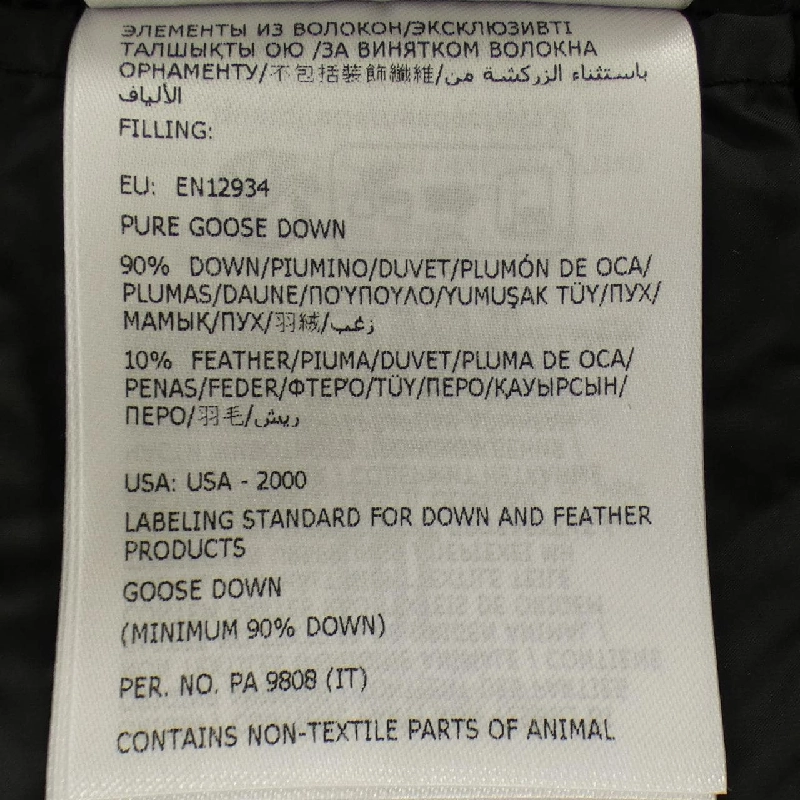 ЭЛЕМЕНТЫ ИЗ ВОЛОКОН/ЭКСКЛЮЗИВТІ
ТАЛШЫҚТЫ ОЮ /ЗА ВИНЯТКОМ ВОЛОКНА
ОРНАМЕНТУ/不包括裝飾纖維/باستثناء الزركشة من
الألياف
FILLING:
EU: EN12934
PURE GOOSE DOWN
90% DOWN/PIUMINO/DUVET/PLUMÓN DE OCA/
PLUMAS/DAUNE/ΠΟΎΠΟΥΛΟ/YUMUŞAK TÜY/ПУХ/
МАМЫҚ/ПУХ/羽絨/زغب
10% FEATHER/PIUMA/DUVET/PLUMA DE OCA/
PENAS/FEDER/ΦΤΕΡΌ/TÜY/ПЕРО/ҚАУЫРСЫН/
ПЕРО/羽毛/ريش
USA: USA - 2000
LABELING STANDARD FOR DOWN AND FEATHER
PRODUCTS
GOOSE DOWN
(MINIMUM 90% DOWN)
PER. NO. PA 9808 (IT)
CONTAINS NON-TEXTILE PARTS OF ANIMAL